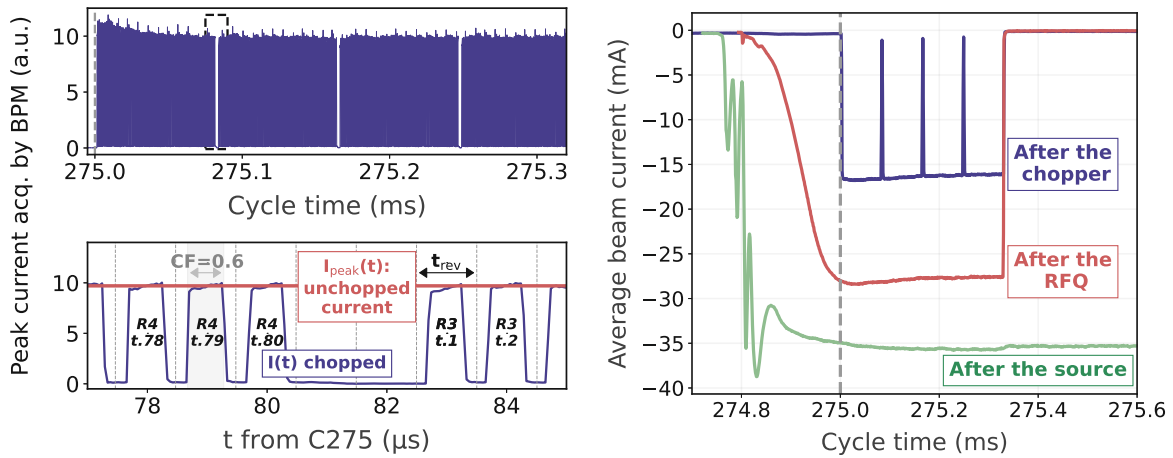 Peak current acq. by BPM (a.u.)
10
5
0
275.0 275.1 275.2 275.3
Cycle time (ms)
CF=0.6
I_peak(t):
unchopped
current
t_rev
10
5
0
R4 R4 R4 R3 R3
t.78 t.79 t.80 t.1 t.2
I(t) chopped
78 80 82 84
t from C275 (μs)
Average beam current (mA)
0
−5
−10
−15
−20
−25
−30
−35
−40
After the
chopper
After the
RFQ
After the source
274.8 275.0 275.2 275.4 275.6
Cycle time (ms)